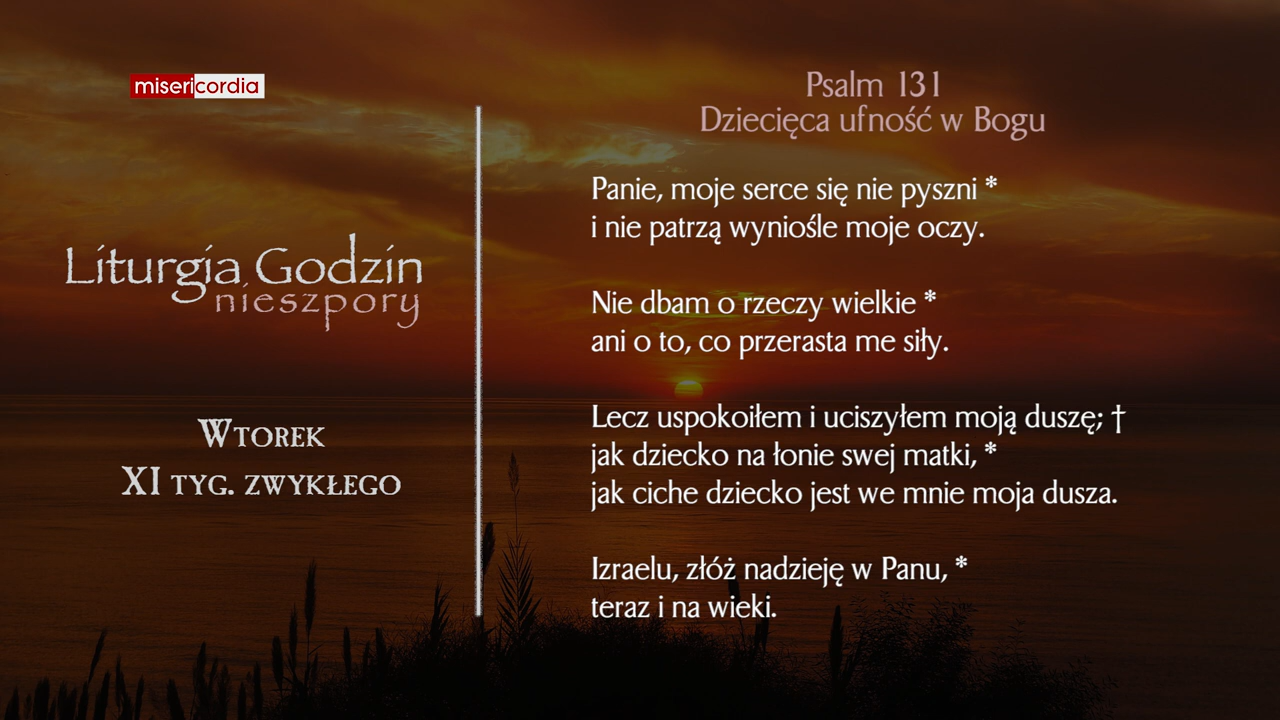 misericordia
Liturgia Godzin
nieszpory
Wtorek
XI tyg. zwykłego
Psalm 131
Dziecięca ufność w Bogu
Panie, moje serce się nie pyszni *
i nie patrzą wyniośle moje oczy.
Nie dbam o rzeczy wielkie *
ani o to, co przerasta me siły.
Lecz uspokoiłem i uciszyłem moją duszę; †
jak dziecko na łonie swej matki, *
jak ciche dziecko jest we mnie moja dusza.
Izraelu, złóż nadzieję w Panu, *
teraz i na wieki.